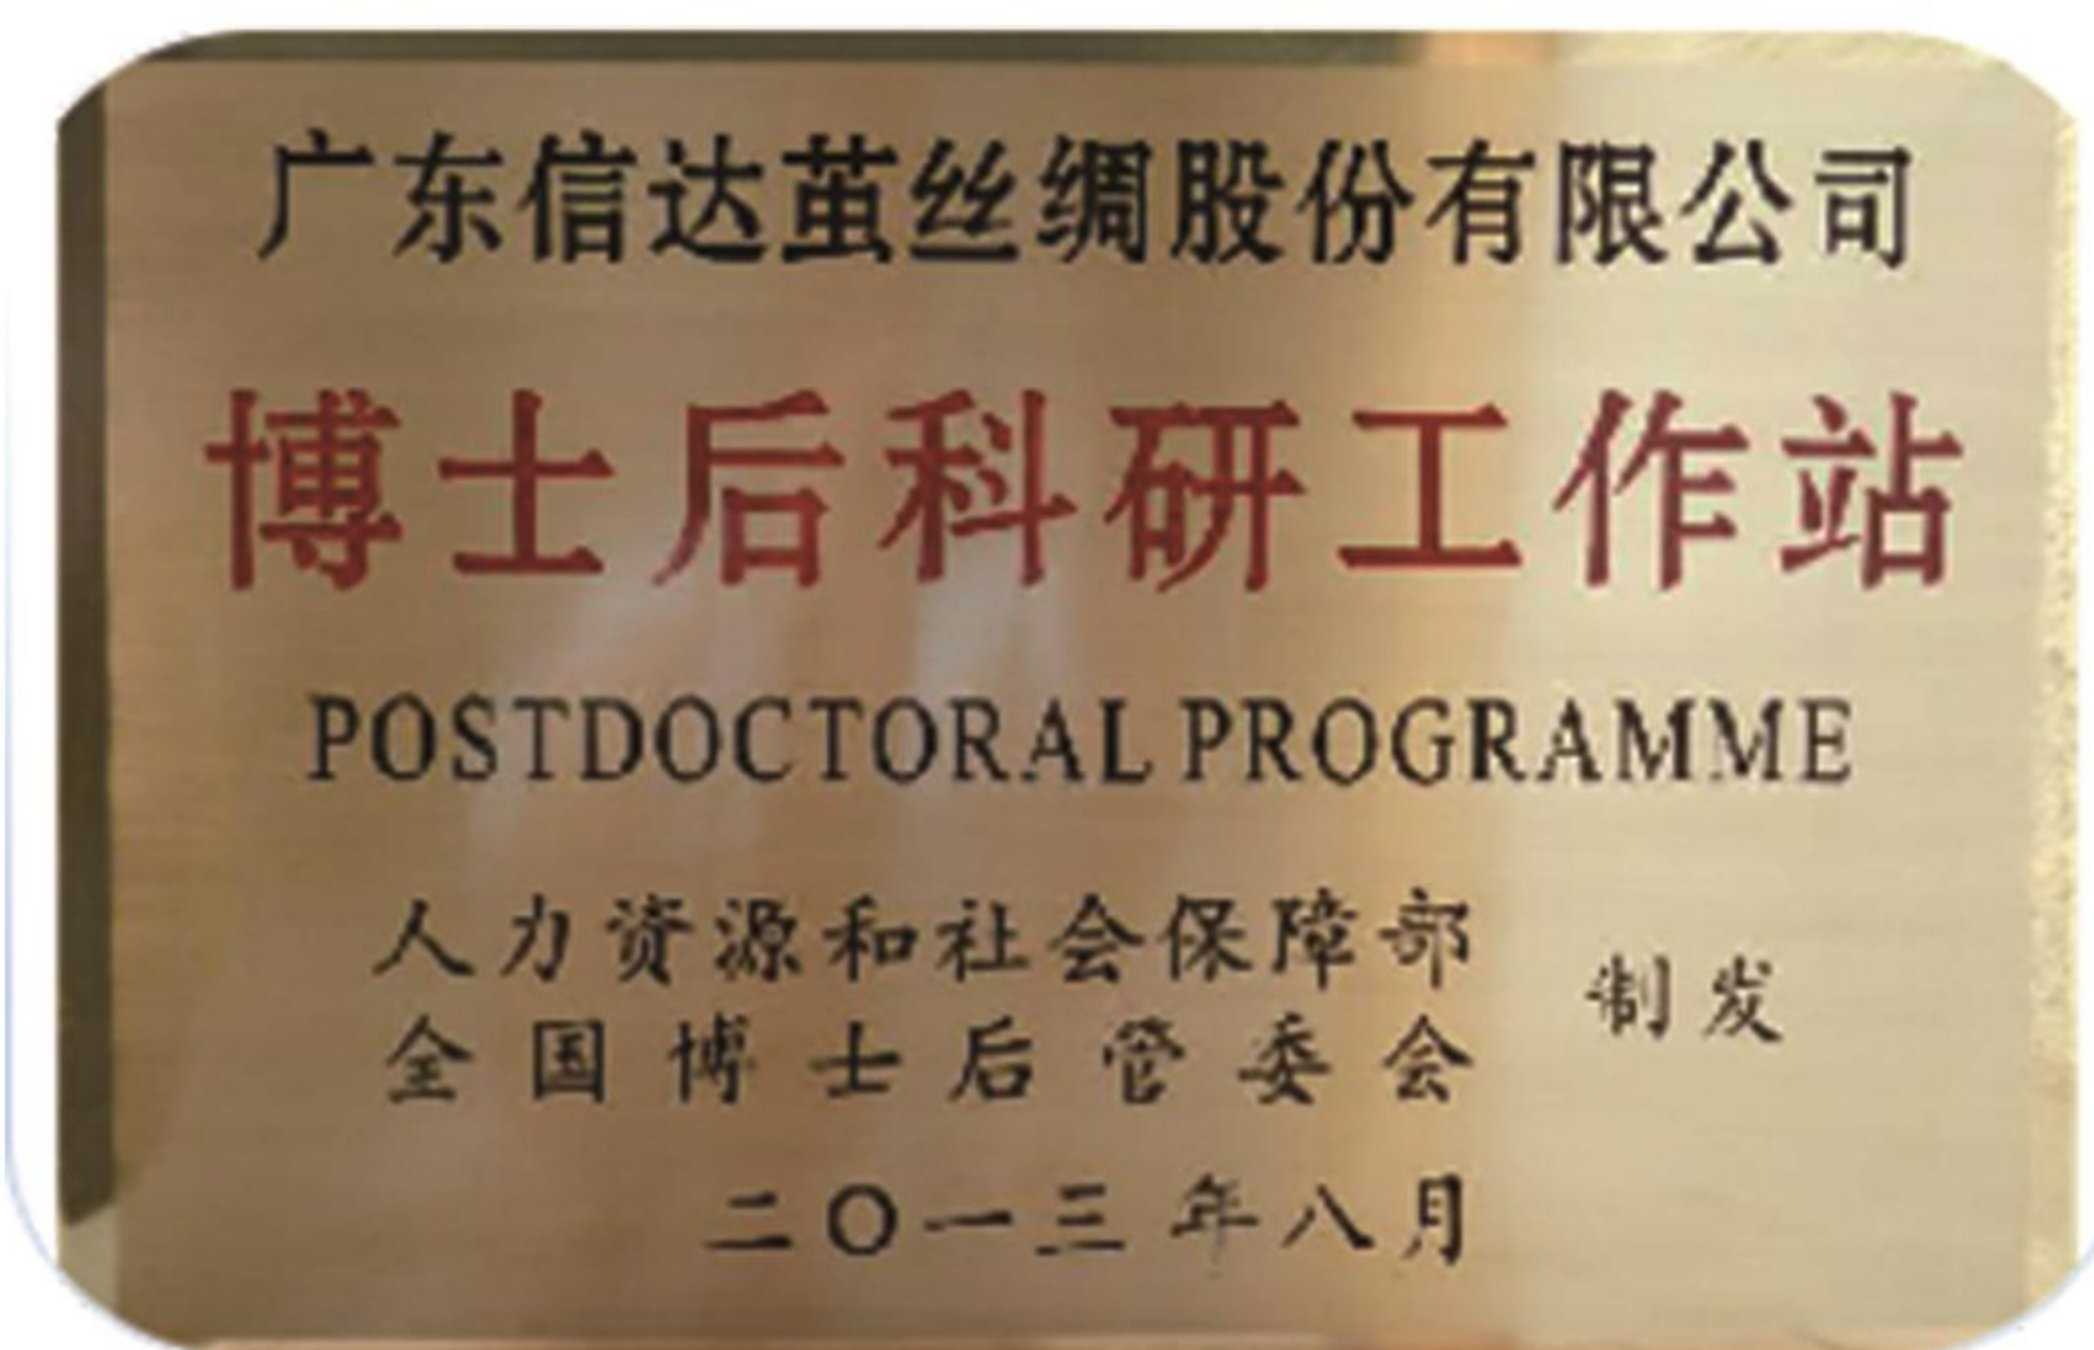 广东信达茧丝绸股份有限公司
博士后科研工作站
POSTDOCTORAL PROGRAMME
人力资源和社会保障部
全国博士后管委会
制发
二〇一三年八月